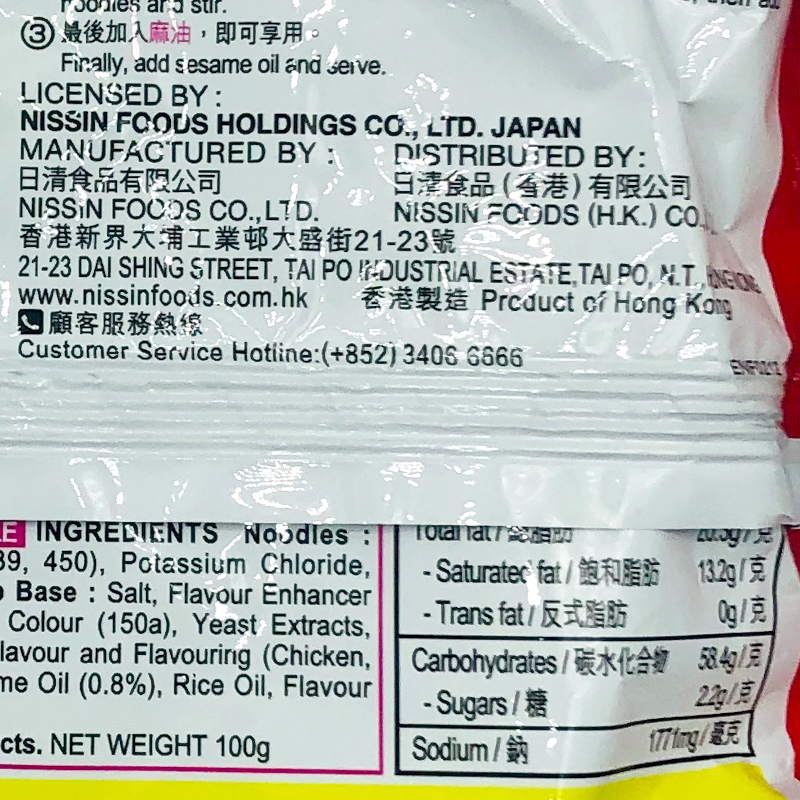 noodles and stir.
, then add
③ 最後加入麻油，即可享用。
Finally, add sesame oil and serve.
LICENSED BY :
NISSIN FOODS HOLDINGS CO., LTD. JAPAN
MANUFACTURED BY :
日清食品有限公司
NISSIN FOODS CO.,LTD.
DISTRIBUTED BY :
日清食品 (香港) 有限公司
NISSIN FOODS (H.K.) CO.,
香港新界大埔工業邨大盛街21-23號
21-23 DAI SHING STREET, TAI PO INDUSTRIAL ESTATE,TAI PO, N.T., HONG KONG
www.nissinfoods.com.hk 香港製造 Product of Hong Kong
顧客服務熱線
Customer Service Hotline:(+852) 3406 6666
ENF0212
E INGREDIENTS Noodles :
39, 450), Potassium Chloride,
Base : Salt, Flavour Enhancer
Colour (150a), Yeast Extracts,
lavour and Flavouring (Chicken,
me Oil (0.8%), Rice Oil, Flavour
cts. NET WEIGHT 100g
Total fat / 總脂肪 20.3g / 克
- Saturated fat / 飽和脂肪 13.2g / 克
- Trans fat / 反式脂肪 0g / 克
Carbohydrates / 碳水化合物 58.4g / 克
- Sugars / 糖 2.2g / 克
Sodium / 鈉 1771mg / 毫克